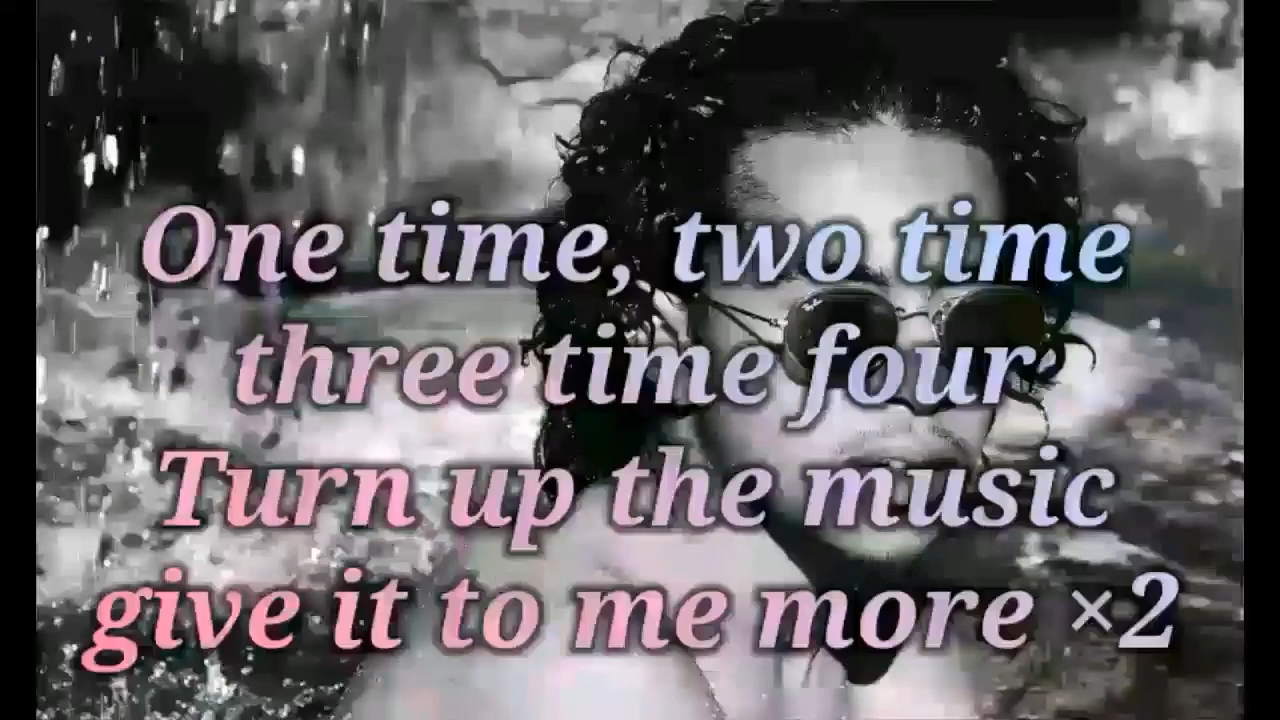 One time, two time
three time four
Turn up the music
give it to me more ×2